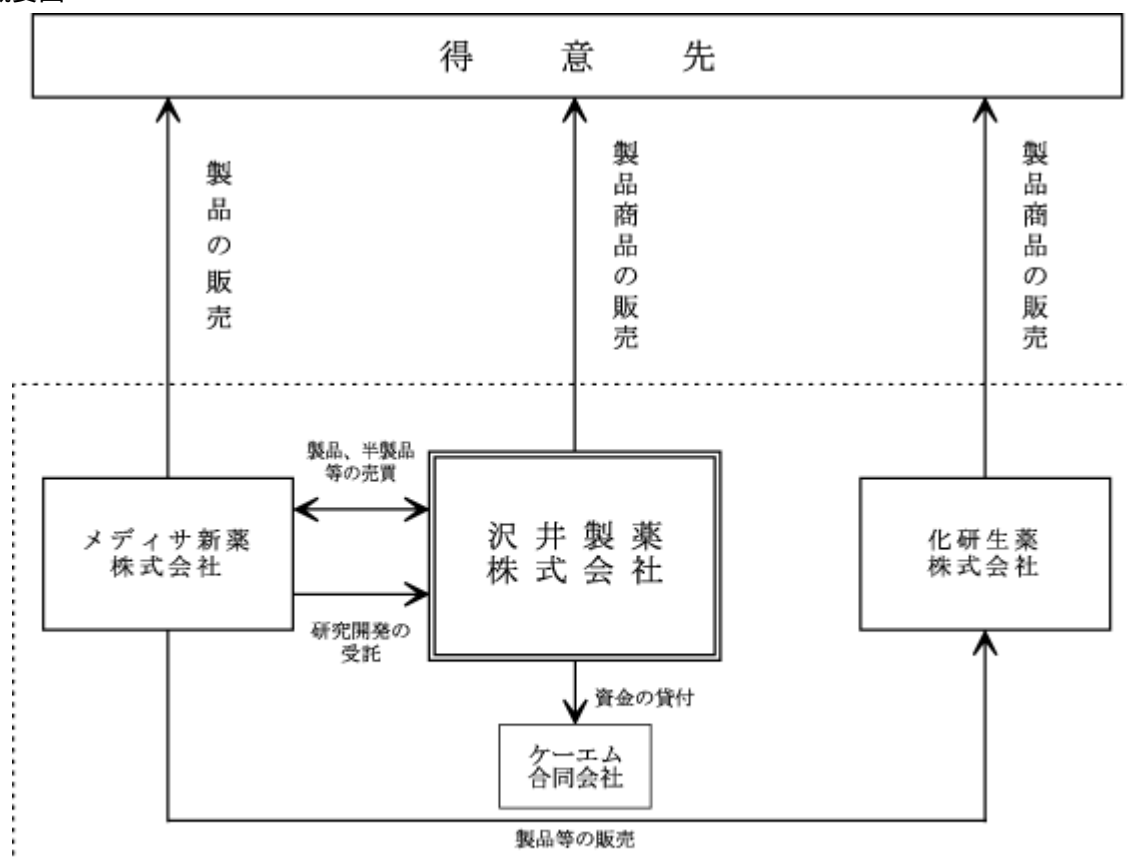 得意先
製品の販売
製品商品の販売
製品商品の販売
製品、半製品
等の売買
メディサ新薬
株式会社
沢井製薬
株式会社
化研生薬
株式会社
研究開発の
受託
資金の貸付
ケーエム
合同会社
製品等の販売